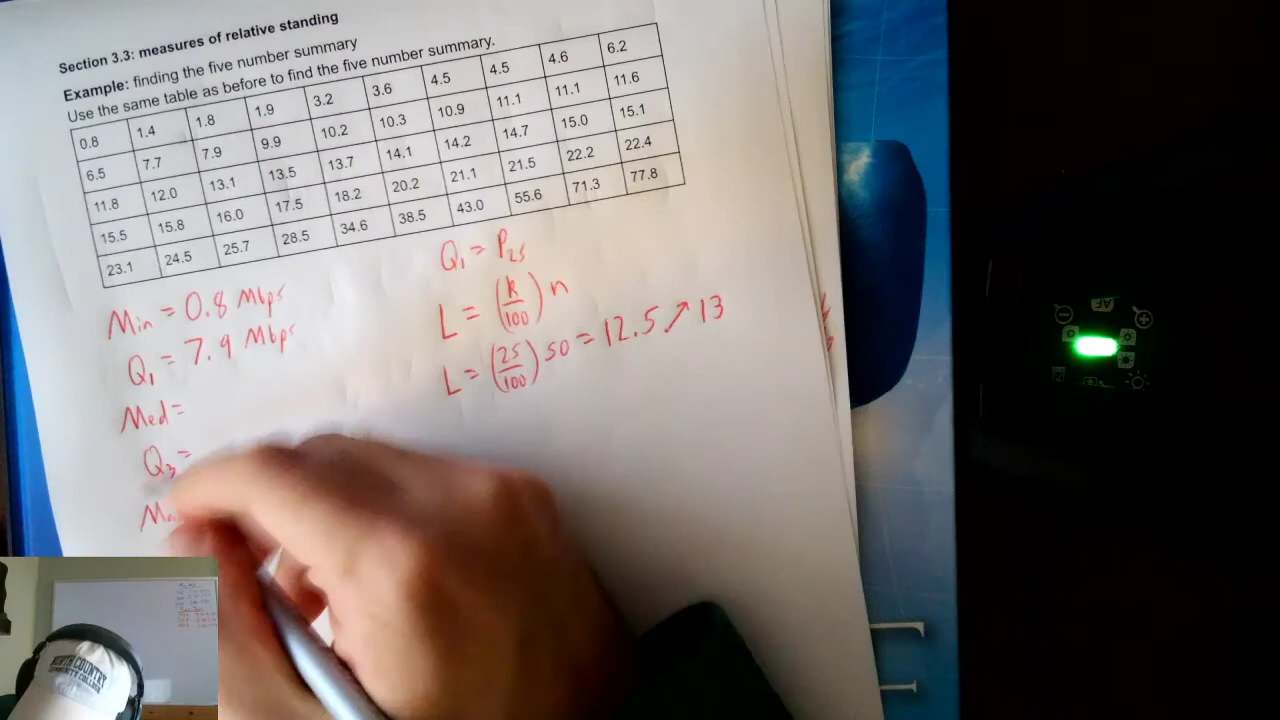 Section 3.3: measures of relative standing
Example: finding the five number summary
Use the same table as before to find the five number summary.
0.8 1.4 1.8 1.9 3.2 3.6 4.5 4.5 4.6 6.2
6.5 7.7 7.9 9.9 10.2 10.3 10.9 11.1 11.1 11.6
11.8 12.0 13.1 13.5 13.7 14.1 14.2 14.7 15.0 15.1
15.5 15.8 16.0 17.5 18.2 20.2 21.1 21.5 22.2 22.4
23.1 24.5 25.7 28.5 34.6 38.5 43.0 55.6 71.3 77.8
Min = 0.8 Mbps
Q₁ = 7.9 Mbps
Med =
Q₃ =
Q₁ = P₂₅
L = (k/100) n
L = (25/100) 50 = 12.5 ↗ 13
NORTH COUNTRY
COMMUNITY COLLEGE
AF